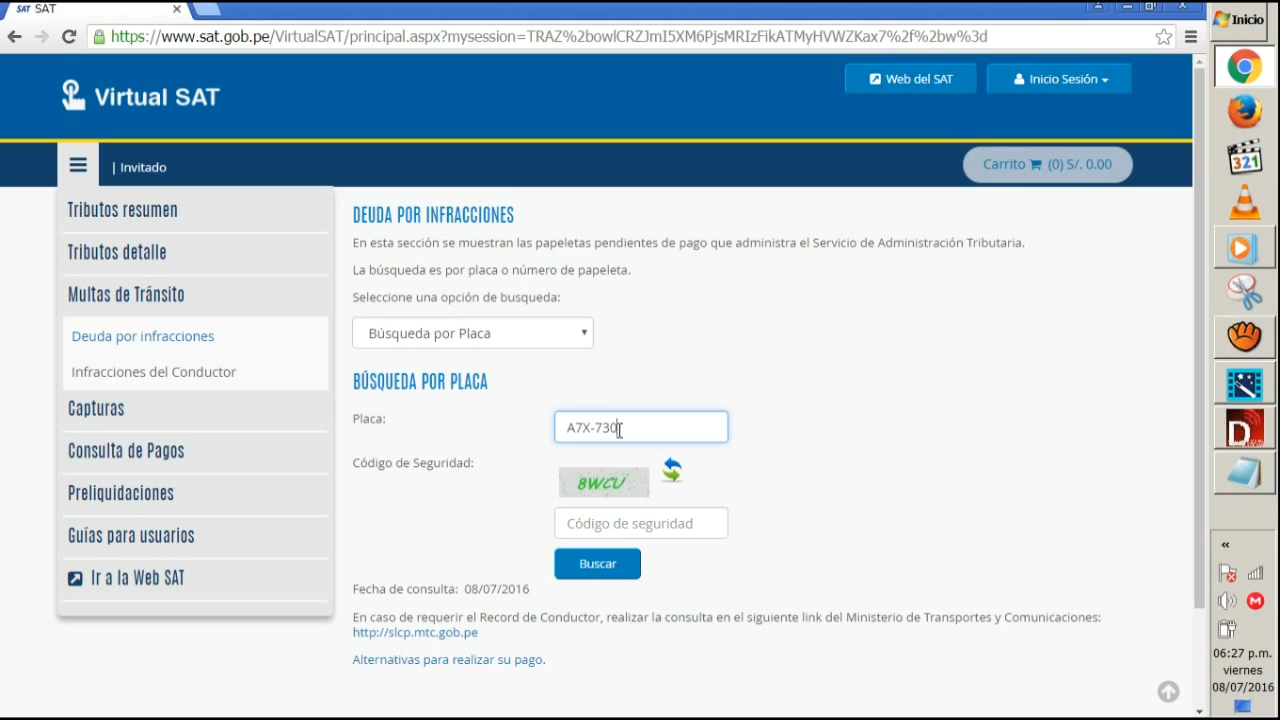 SAT SAT
https://www.sat.gob.pe/VirtualSAT/principal.aspx?mysession=TRAZ%2bowlCRZJmI5XM6PjsMRIzFikATMyHVWZKax7%2f%2bw%3d
Inicio
Virtual SAT
Web del SAT
Inicio Sesión
| Invitado
Carrito (0) S/. 0.00
Tributos resumen
Tributos detalle
Multas de Tránsito
Deuda por infracciones
Infracciones del Conductor
Capturas
Consulta de Pagos
Preliquidaciones
Guías para usuarios
Ir a la Web SAT
DEUDA POR INFRACCIONES
En esta sección se muestran las papeletas pendientes de pago que administra el Servicio de Administración Tributaria.
La búsqueda es por placa o número de papeleta.
Seleccione una opción de busqueda:
Búsqueda por Placa
BÚSQUEDA POR PLACA
Placa:
A7X-730
Código de Seguridad:
8WCU
Código de seguridad
Buscar
Fecha de consulta: 08/07/2016
En caso de requerir el Record de Conductor, realizar la consulta en el siguiente link del Ministerio de Transportes y Comunicaciones:
http://slcp.mtc.gob.pe
Alternativas para realizar su pago.
321
D
M
06:27 p.m.
viernes
08/07/2016